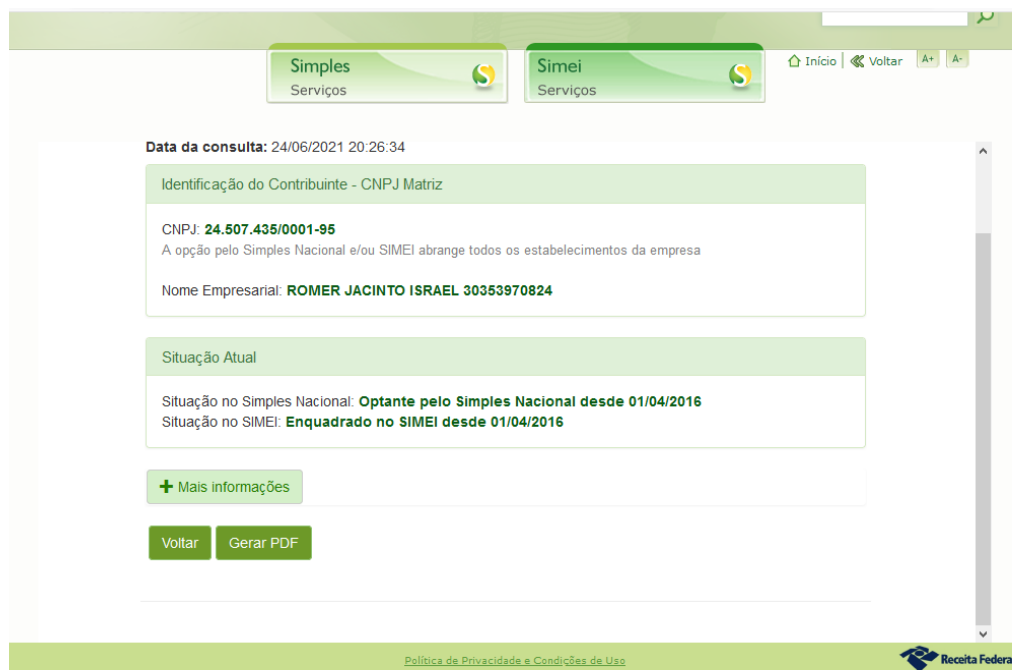 Simples
Serviços
Simei
Serviços
Início
Voltar
A+
A-
Data da consulta: 24/06/2021 20:26:34
Identificação do Contribuinte - CNPJ Matriz
CNPJ: 24.507.435/0001-95
A opção pelo Simples Nacional e/ou SIMEI abrange todos os estabelecimentos da empresa
Nome Empresarial: ROMER JACINTO ISRAEL 30353970824
Situação Atual
Situação no Simples Nacional: Optante pelo Simples Nacional desde 01/04/2016
Situação no SIMEI: Enquadrado no SIMEI desde 01/04/2016
+ Mais informações
Voltar
Gerar PDF
Política de Privacidade e Condições de Uso
Receita Federa